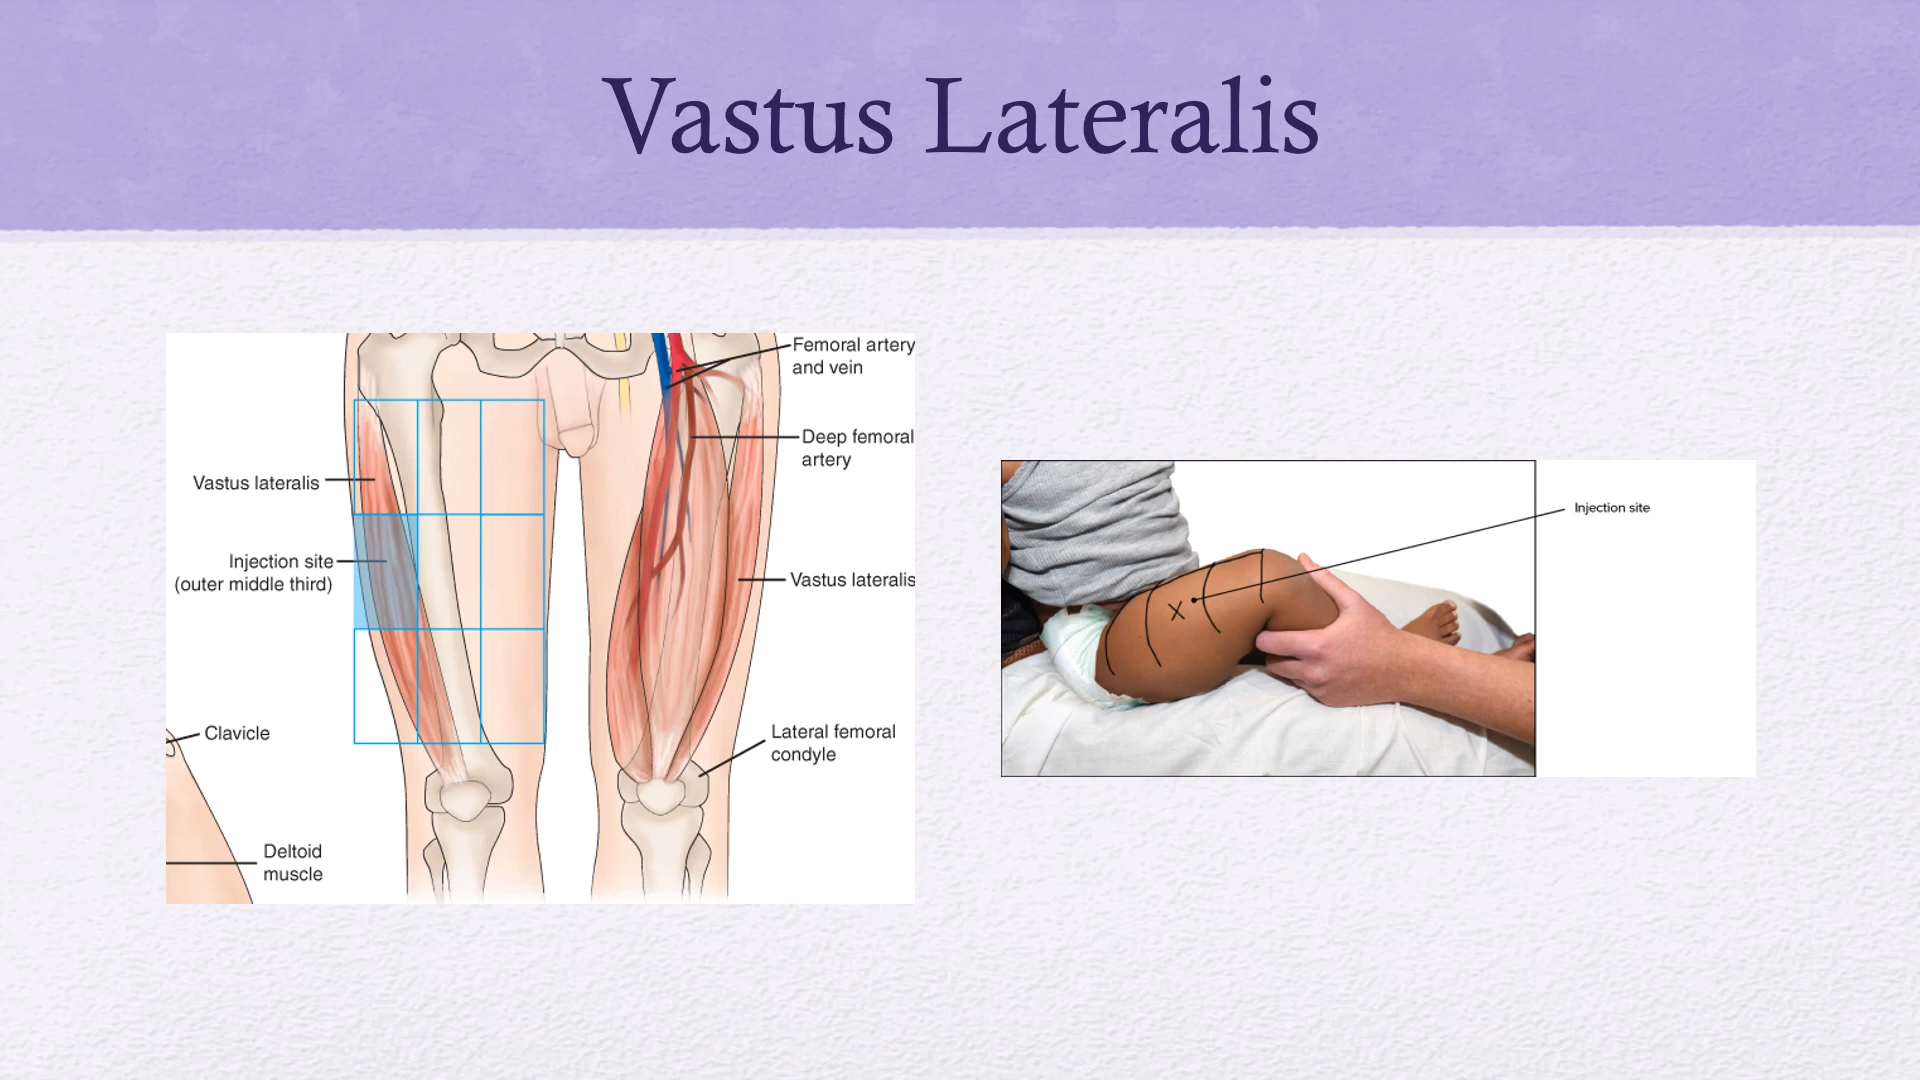 Vastus Lateralis
Femoral artery
and vein
Deep femoral
artery
Vastus lateralis
Injection site
(outer middle third)
Vastus lateralis
Clavicle
Lateral femoral
condyle
Deltoid
muscle
Injection site
X